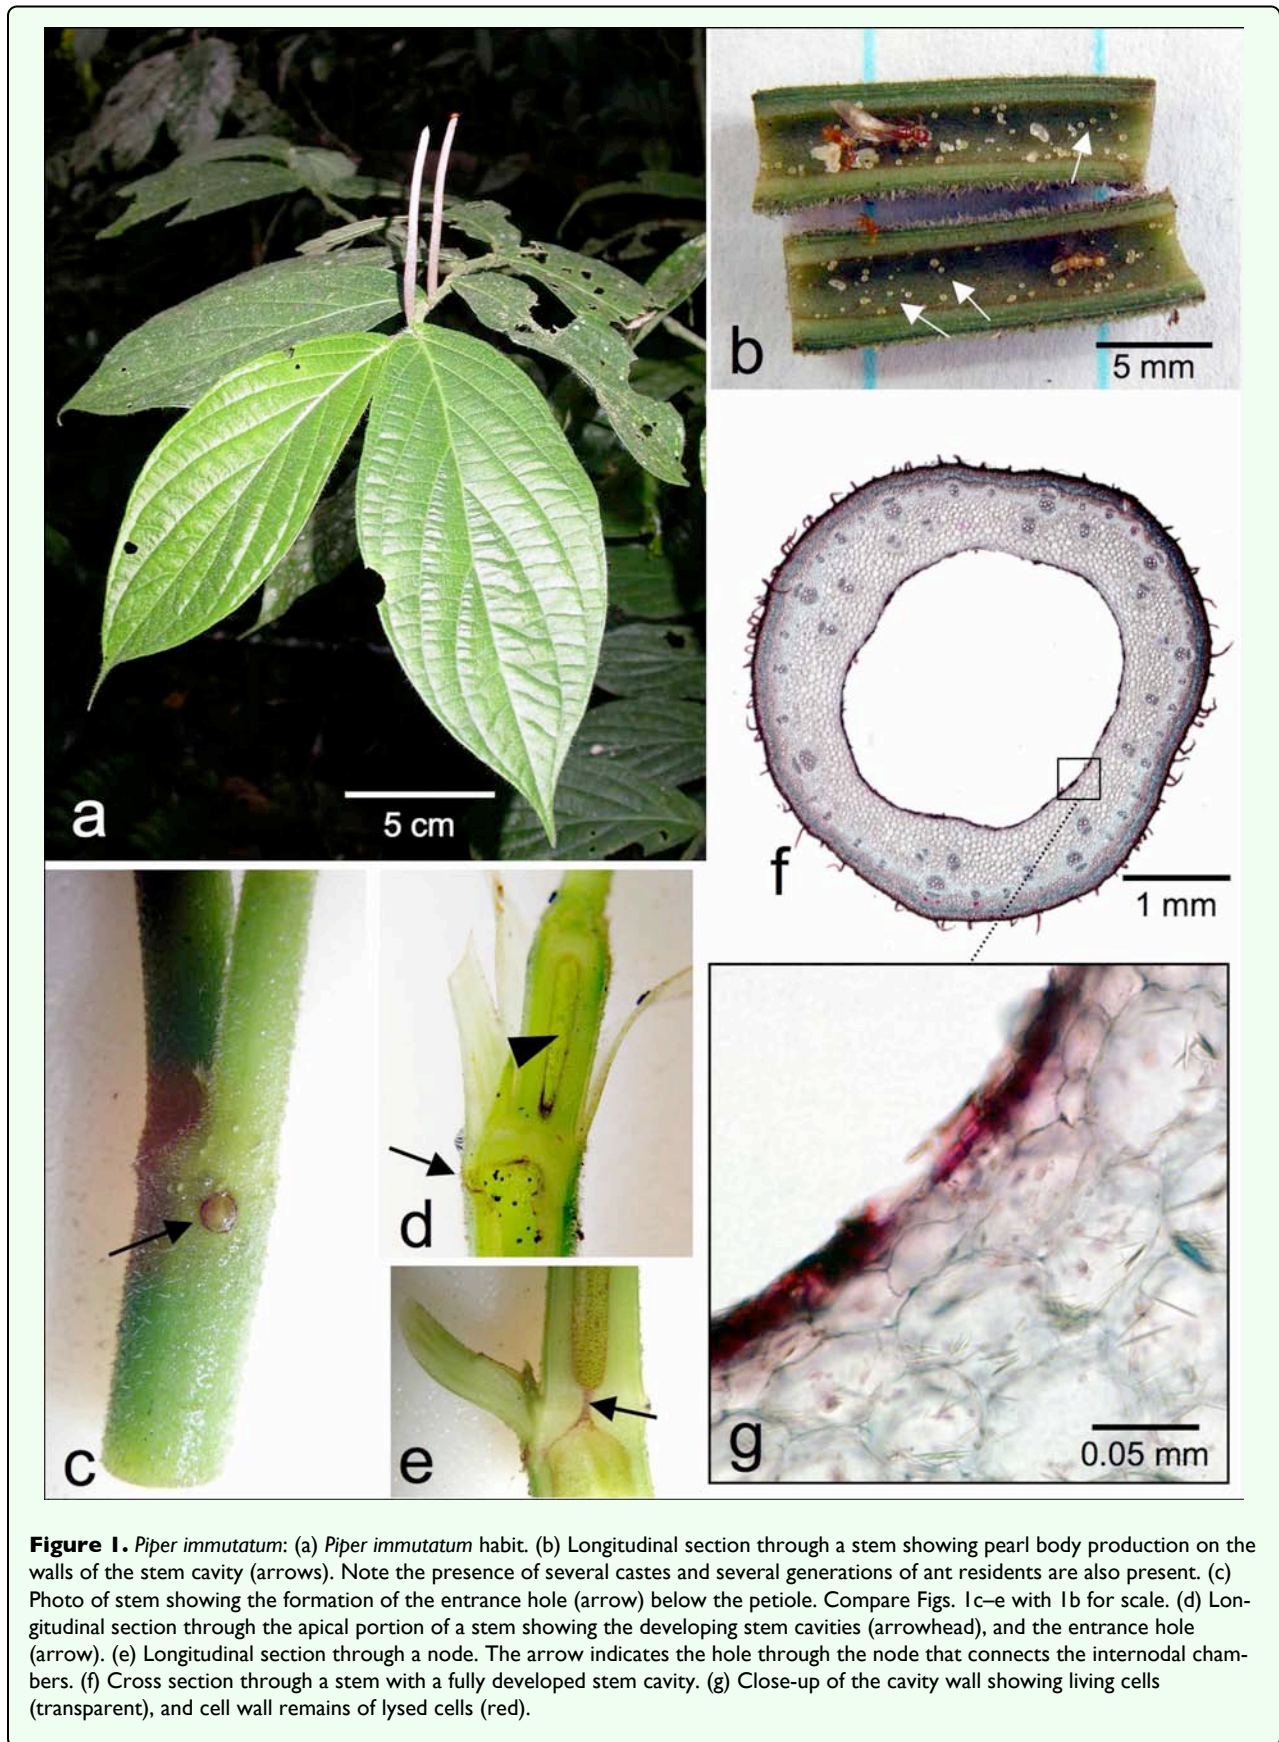 a
5 cm
b
5 mm
f
1 mm
c
d
e
g
0.05 mm
Figure 1. Piper immutatum: (a) Piper immutatum habit. (b) Longitudinal section through a stem showing pearl body production on the
walls of the stem cavity (arrows). Note the presence of several castes and several generations of ant residents are also present. (c)
Photo of stem showing the formation of the entrance hole (arrow) below the petiole. Compare Figs. 1c–e with 1b for scale. (d) Lon-
gitudinal section through the apical portion of a stem showing the developing stem cavities (arrowhead), and the entrance hole
(arrow). (e) Longitudinal section through a node. The arrow indicates the hole through the node that connects the internodal cham-
bers. (f) Cross section through a stem with a fully developed stem cavity. (g) Close-up of the cavity wall showing living cells
(transparent), and cell wall remains of lysed cells (red).